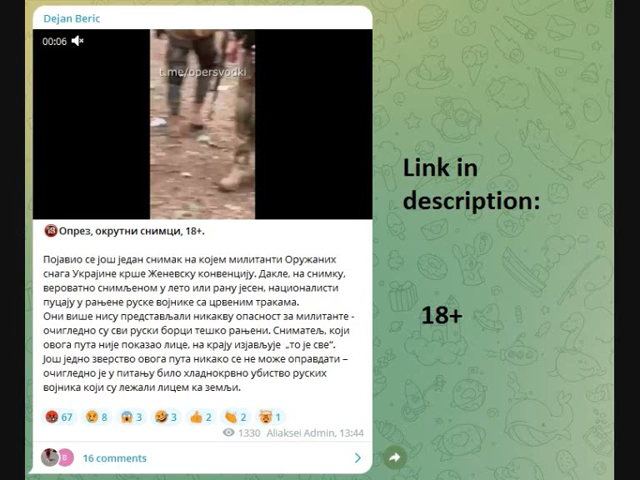 Dejan Beric
00:06
t.me/opersvodki
18 Опрез, окрутни снимци, 18+.
Појавио се још један снимак на којем милитанти Оружаних
снага Украјине крше Женевску конвенцију. Дакле, на снимку,
вероватно снимљеном у лето или рану јесен, националисти
пуцају у рањене руске војнике са црвеним тракама.
Они више нису представљали никакву опасност за милитанте -
очигледно су сви руски борци тешко рањени. Сниматељ, који
овога пута није показао лице, на крају изјављује „то је све“.
Још једно зверство овога пута никако се не може оправдати –
очигледно је у питању било хладнокрвно убиство руских
војника који су лежали лицем ка земљи.
67 8 3 3 2 2 1
1330 Aliaksei Admin, 13:44
16 comments
Link in
description:
18+